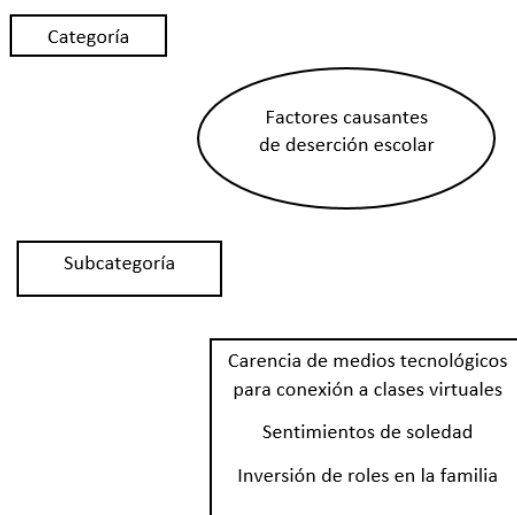 Categoría
Factores causantes
de deserción escolar
Subcategoría
Carencia de medios tecnológicos
para conexión a clases virtuales
Sentimientos de soledad
Inversión de roles en la familia